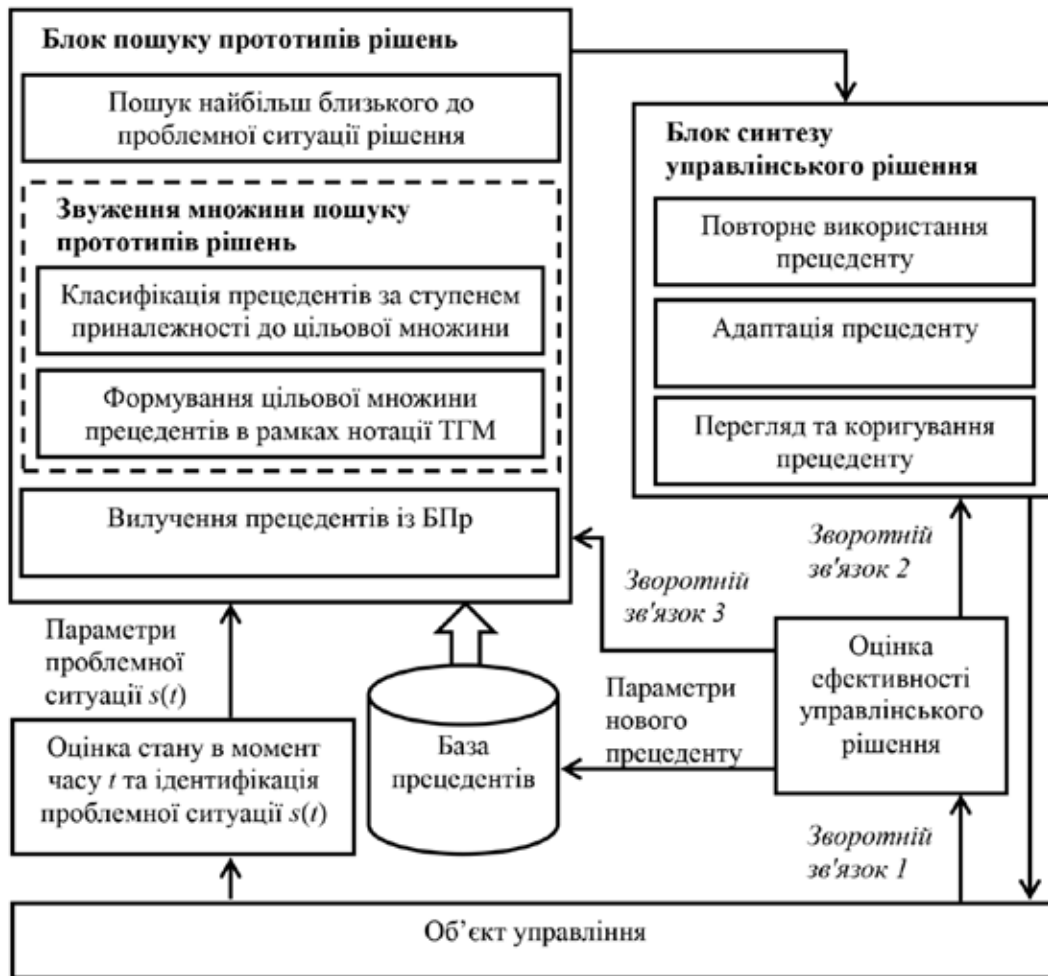 Блок пошуку прототипів рішень
Пошук найбільш близького до
проблемної ситуації рішення
Звуження множини пошуку
прототипів рішень
Класифікація прецедентів за ступенем
приналежності до цільової множини
Формування цільової множини
прецедентів в рамках нотації ТГМ
Вилучення прецедентів із БПр
Блок синтезу
управлінського рішення
Повторне використання
прецеденту
Адаптація прецеденту
Перегляд та коригування
прецеденту
Зворотній
зв'язок 2
Зворотній
зв'язок 3
Параметри
проблемної
ситуації s(t)
Оцінка
ефективності
управлінського
рішення
Параметри
нового
прецеденту
Оцінка стану в момент
часу t та ідентифікація
проблемної ситуації s(t)
База
прецедентів
Зворотній
зв'язок 1
Об’єкт управління